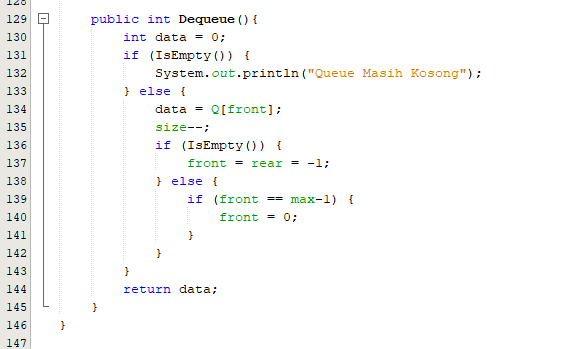 128
129 public int Dequeue(){
130 int data = 0;
131 if (IsEmpty()) {
132 System.out.println("Queue Masih Kosong");
133 } else {
134 data = Q[front];
135 size--;
136 if (IsEmpty()) {
137 front = rear = -1;
138 } else {
139 if (front == max-1) {
140 front = 0;
141 }
142 }
143 }
144 return data;
145 }
146 }
147